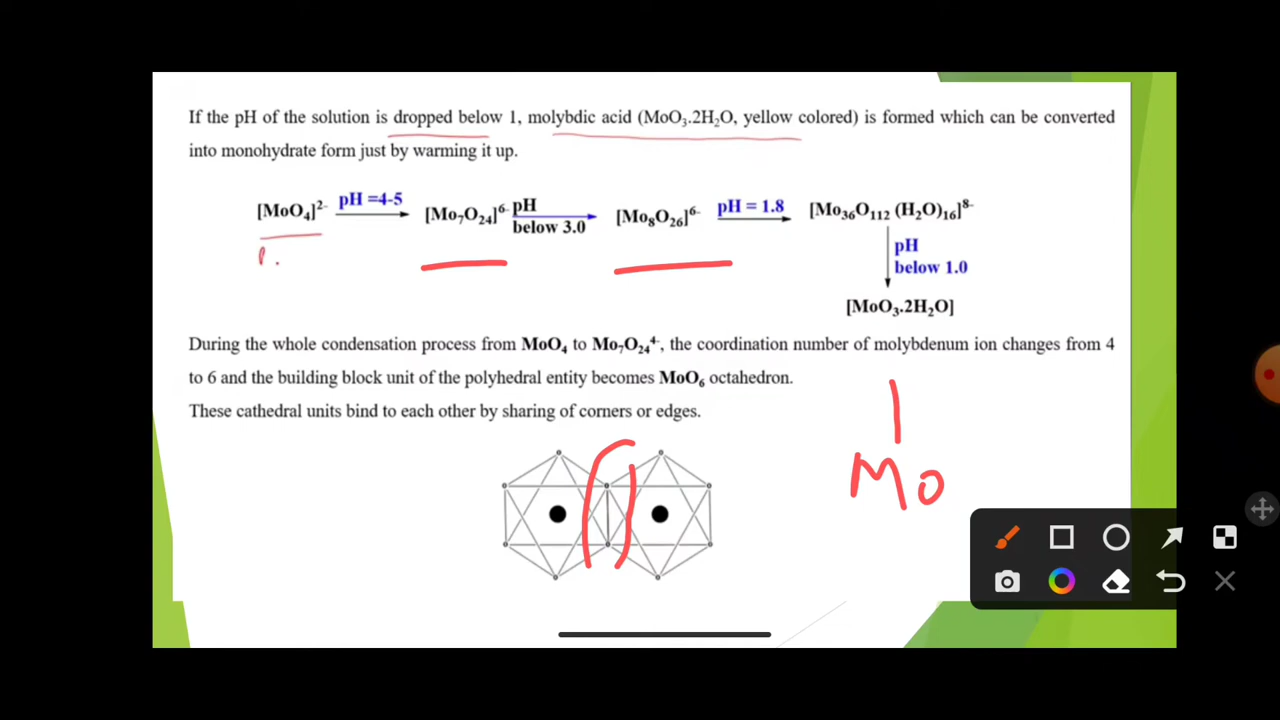 If the pH of the solution is dropped below 1, molybdic acid (MoO₃.2H₂O, yellow colored) is formed which can be converted
into monohydrate form just by warming it up.
[MoO₄]²⁻ pH =4-5 [Mo₇O₂₄]⁶⁻ pH below 3.0 [Mo₈O₂₆]⁶⁻ pH = 1.8 [Mo₃₆O₁₁₂ (H₂O)₁₆]⁸⁻
pH
below 1.0
[MoO₃.2H₂O]
During the whole condensation process from MoO₄ to Mo₇O₂₄⁴⁻, the coordination number of molybdenum ion changes from 4
to 6 and the building block unit of the polyhedral entity becomes MoO₆ octahedron.
These cathedral units bind to each other by sharing of corners or edges.
Mo